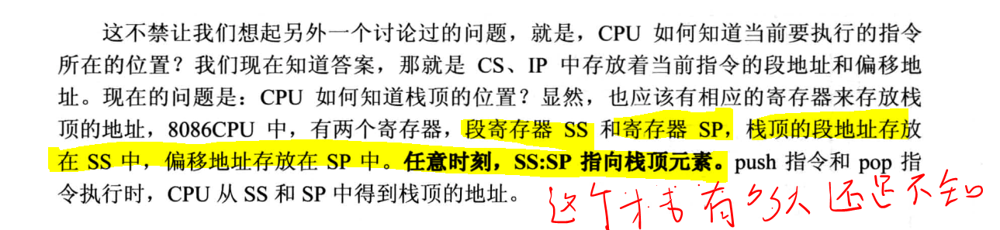 这不禁让我们想起另外一个讨论过的问题，就是，CPU 如何知道当前要执行的指令
所在的位置？我们现在知道答案，那就是 CS、IP 中存放着当前指令的段地址和偏移地
址。现在的问题是：CPU 如何知道栈顶的位置？显然，也应该有相应的寄存器来存放栈
顶的地址，8086CPU 中，有两个寄存器，段寄存器 SS 和寄存器 SP，栈顶的段地址存放
在 SS 中，偏移地址存放在 SP 中。任意时刻，SS:SP 指向栈顶元素。push 指令和 pop 指
令执行时，CPU 从 SS 和 SP 中得到栈顶的地址。
这个 有多大 还是不知